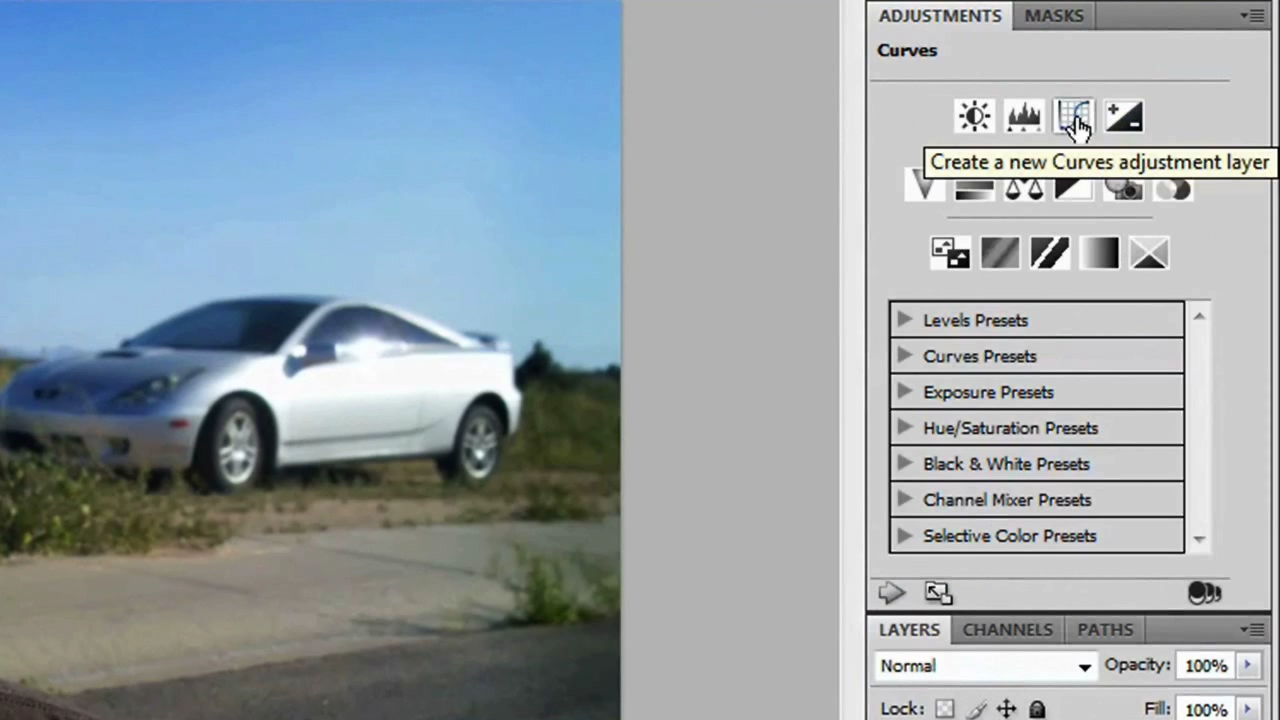 ADJUSTMENTS MASKS
Curves
Create a new Curves adjustment layer
Levels Presets
Curves Presets
Exposure Presets
Hue/Saturation Presets
Black & White Presets
Channel Mixer Presets
Selective Color Presets
LAYERS CHANNELS PATHS
Normal Opacity: 100%
Lock: Fill: 100%